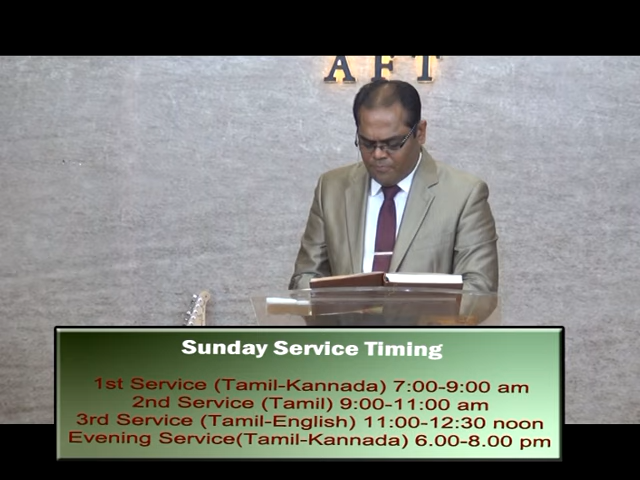 AFT
Sunday Service Timing
1st Service (Tamil-Kannada) 7:00-9:00 am
2nd Service (Tamil) 9:00-11:00 am
3rd Service (Tamil-English) 11:00-12:30 noon
Evening Service(Tamil-Kannada) 6.00-8.00 pm